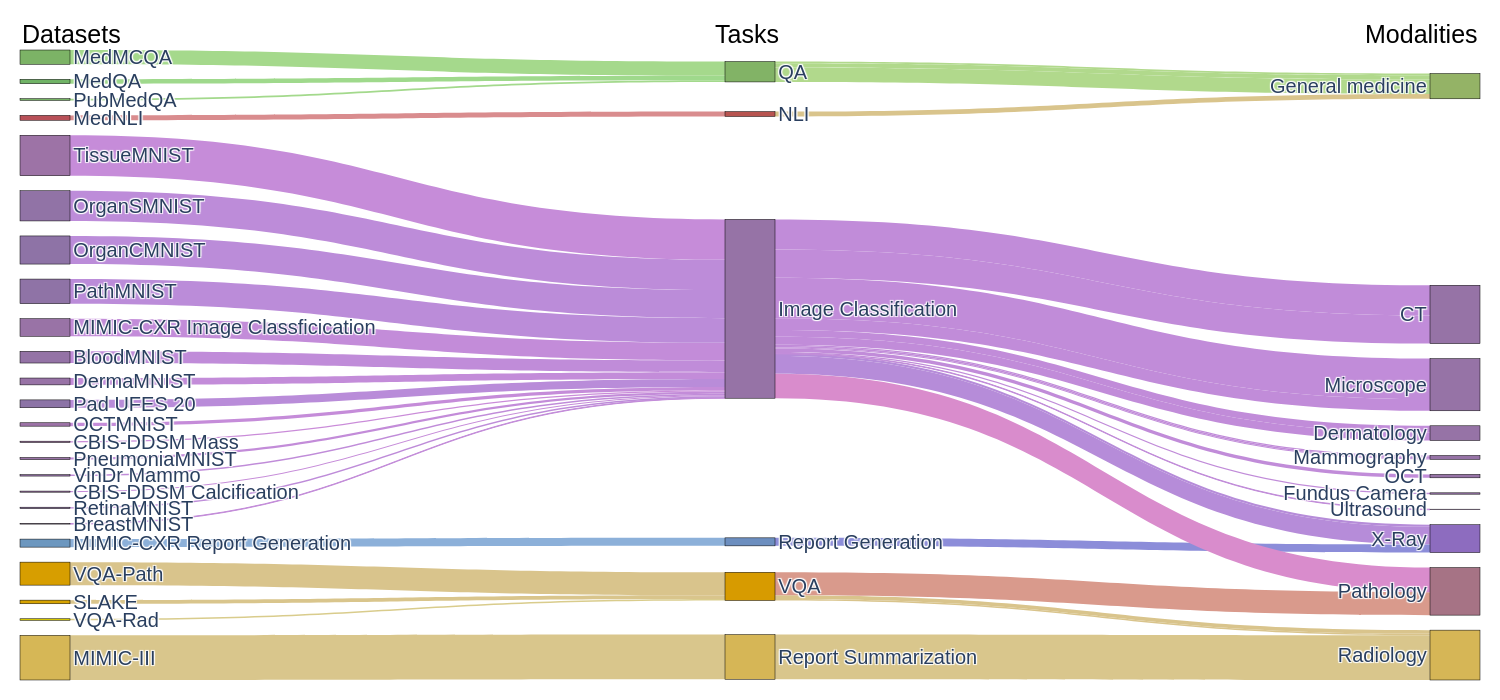 Datasets
Tasks
Modalities
MedMCQA
MedQA
PubMedQA
MedNLI
TissueMNIST
OrganSMNIST
OrganCMNIST
PathMNIST
MIMIC-CXR Image Classficication
BloodMNIST
DermaMNIST
Pad UFES 20
OCTMNIST
CBIS-DDSM Mass
PneumoniaMNIST
VinDr Mammo
CBIS-DDSM Calcification
RetinaMNIST
BreastMNIST
MIMIC-CXR Report Generation
VQA-Path
SLAKE
VQA-Rad
MIMIC-III
QA
NLI
Image Classification
Report Generation
VQA
Report Summarization
General medicine
CT
Microscope
Dermatology
Mammography
OCT
Fundus Camera
Ultrasound
X-Ray
Pathology
Radiology